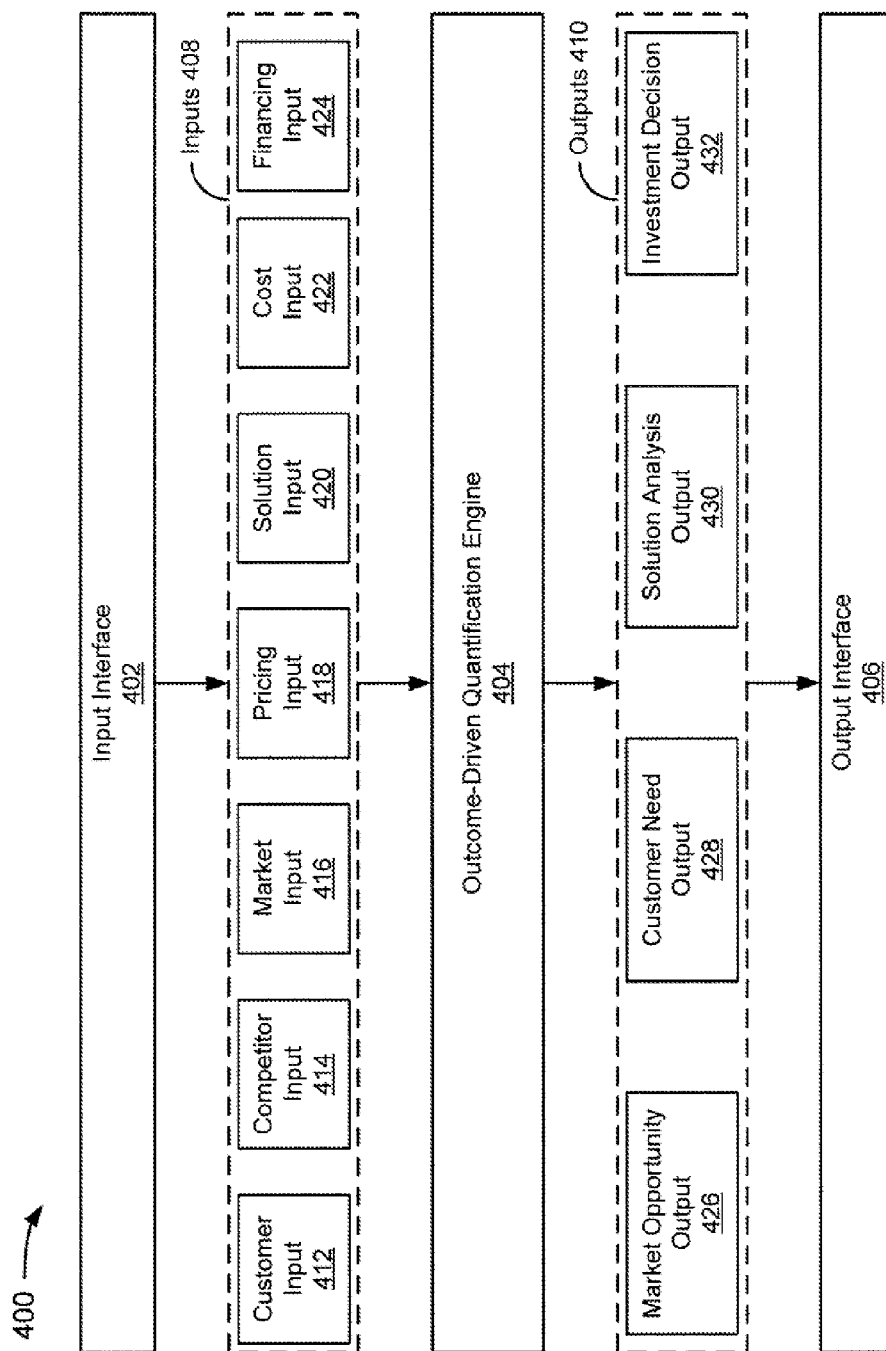 400
Input Interface
402
Inputs 408
Customer
Input
412
Competitor
Input
414
Market
Input
416
Pricing
Input
418
Solution
Input
420
Cost
Input
422
Financing
Input
424
Outcome-Driven Quantification Engine
404
Outputs 410
Market Opportunity
Output
426
Customer Need
Output
428
Solution Analysis
Output
430
Investment Decision
Output
432
Output Interface
406